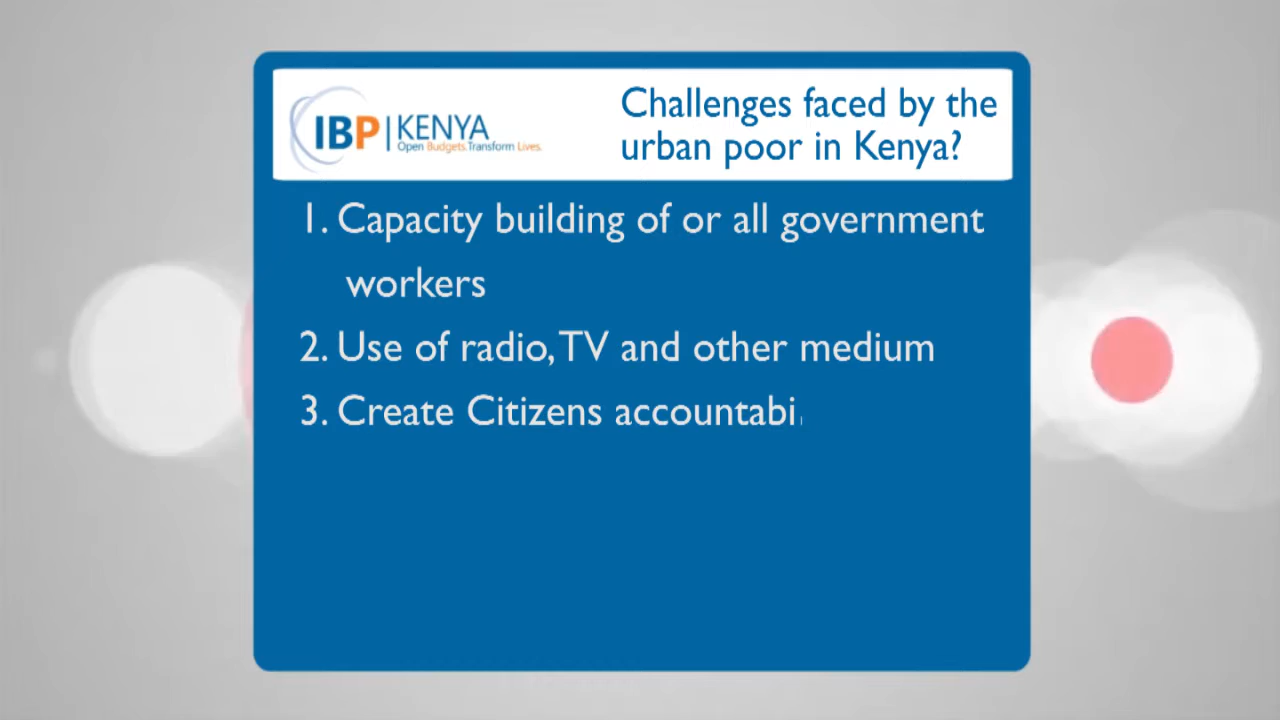 IBP | KENYA
Open Budgets. Transform Lives.
Challenges faced by the
urban poor in Kenya?
1. Capacity building of or all government
workers
2. Use of radio, TV and other medium
3. Create Citizens accountabi